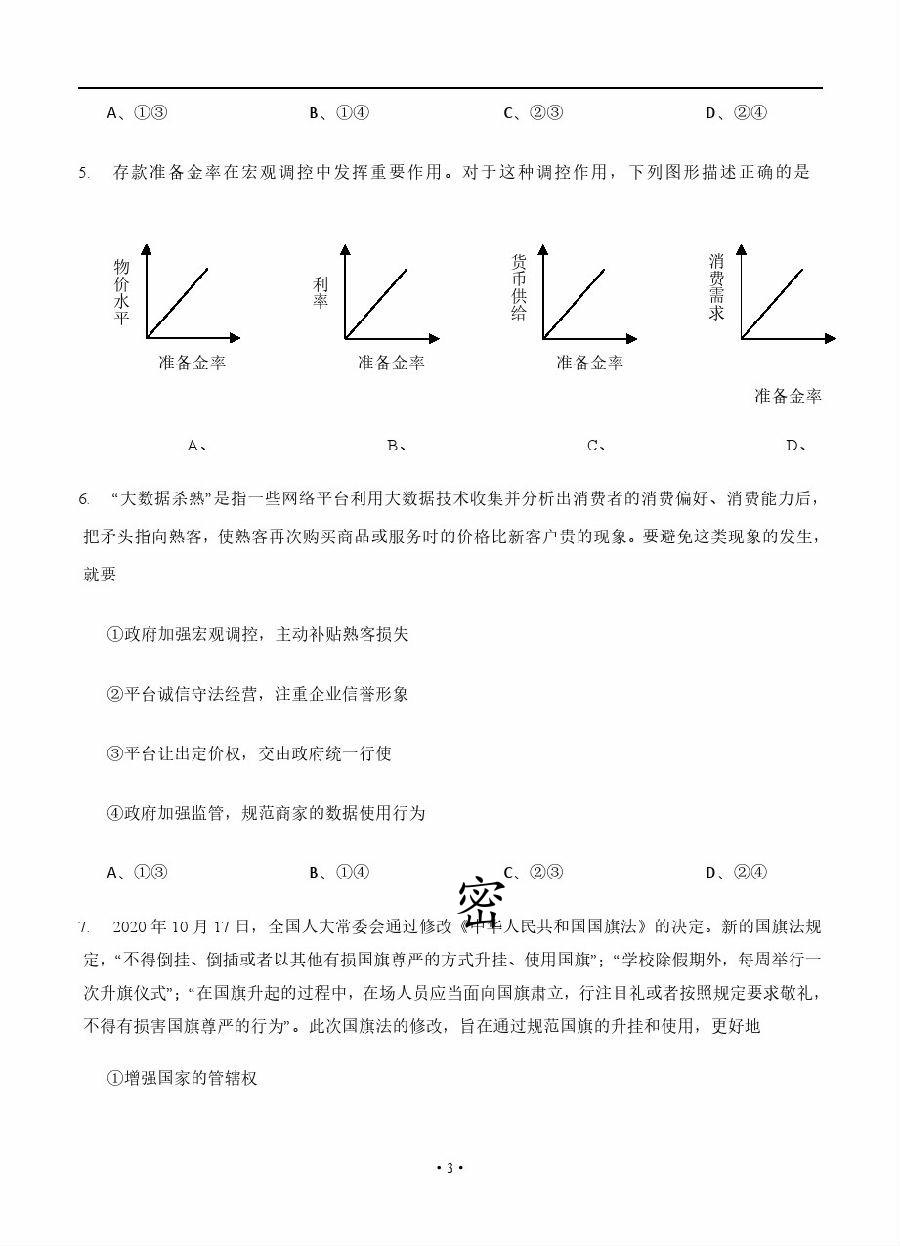 A、①③ B、①④ C、②③ D、②④
5. 存款准备金率在宏观调控中发挥重要作用。对于这种调控作用，下列图形描述正确的是
物价水平 利率 货币供给 消费需求
准备金率 准备金率 准备金率
准备金率
A、 B、 C、 D、
6. “大数据杀熟”是指一些网络平台利用大数据技术收集并分析出消费者的消费偏好、消费能力后，
把矛头指向熟客，使熟客再次购买商品或服务时的价格比新客户贵的现象。要避免这类现象的发生，
就要
①政府加强宏观调控，主动补贴熟客损失
②平台诚信守法经营，注重企业信誉形象
③平台让出定价权，交由政府统一行使
④政府加强监管，规范商家的数据使用行为
A、①③ B、①④ C、②③ D、②④
密
7. 2020年10月17日，全国人大常委会通过修改《中华人民共和国国旗法》的决定。新的国旗法规
定，“不得倒挂、倒插或者以其他有损国旗尊严的方式升挂、使用国旗”；“学校除假期外，每周举行一
次升旗仪式”；“在国旗升起的过程中，在场人员应当面向国旗肃立，行注目礼或者按照规定要求敬礼，
不得有损害国旗尊严的行为”。此次国旗法的修改，旨在通过规范国旗的升挂和使用，更好地
①增强国家的管辖权
• 3 •